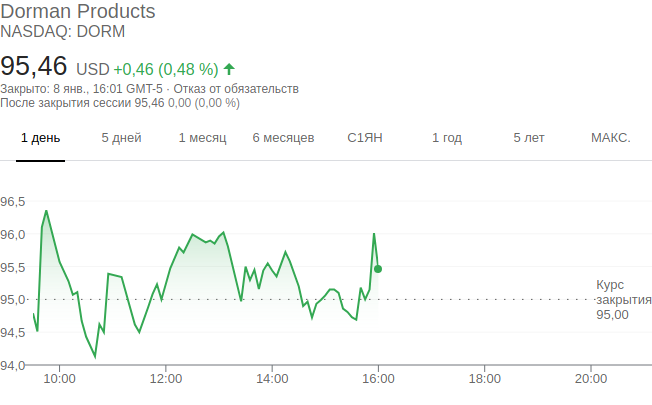 Dorman Products
NASDAQ: DORM
95,46 USD +0,46 (0,48 %)
Закрыто: 8 янв., 16:01 GMT-5 · Отказ от обязательств
После закрытия сессии 95,46 0,00 (0,00 %)
1 день 5 дней 1 месяц 6 месяцев С1ЯН 1 год 5 лет МАКС.
96,5
96,0
95,5
95,0
94,5
94,0
Курс
закрытия
95,00
10:00 12:00 14:00 16:00 18:00 20:00